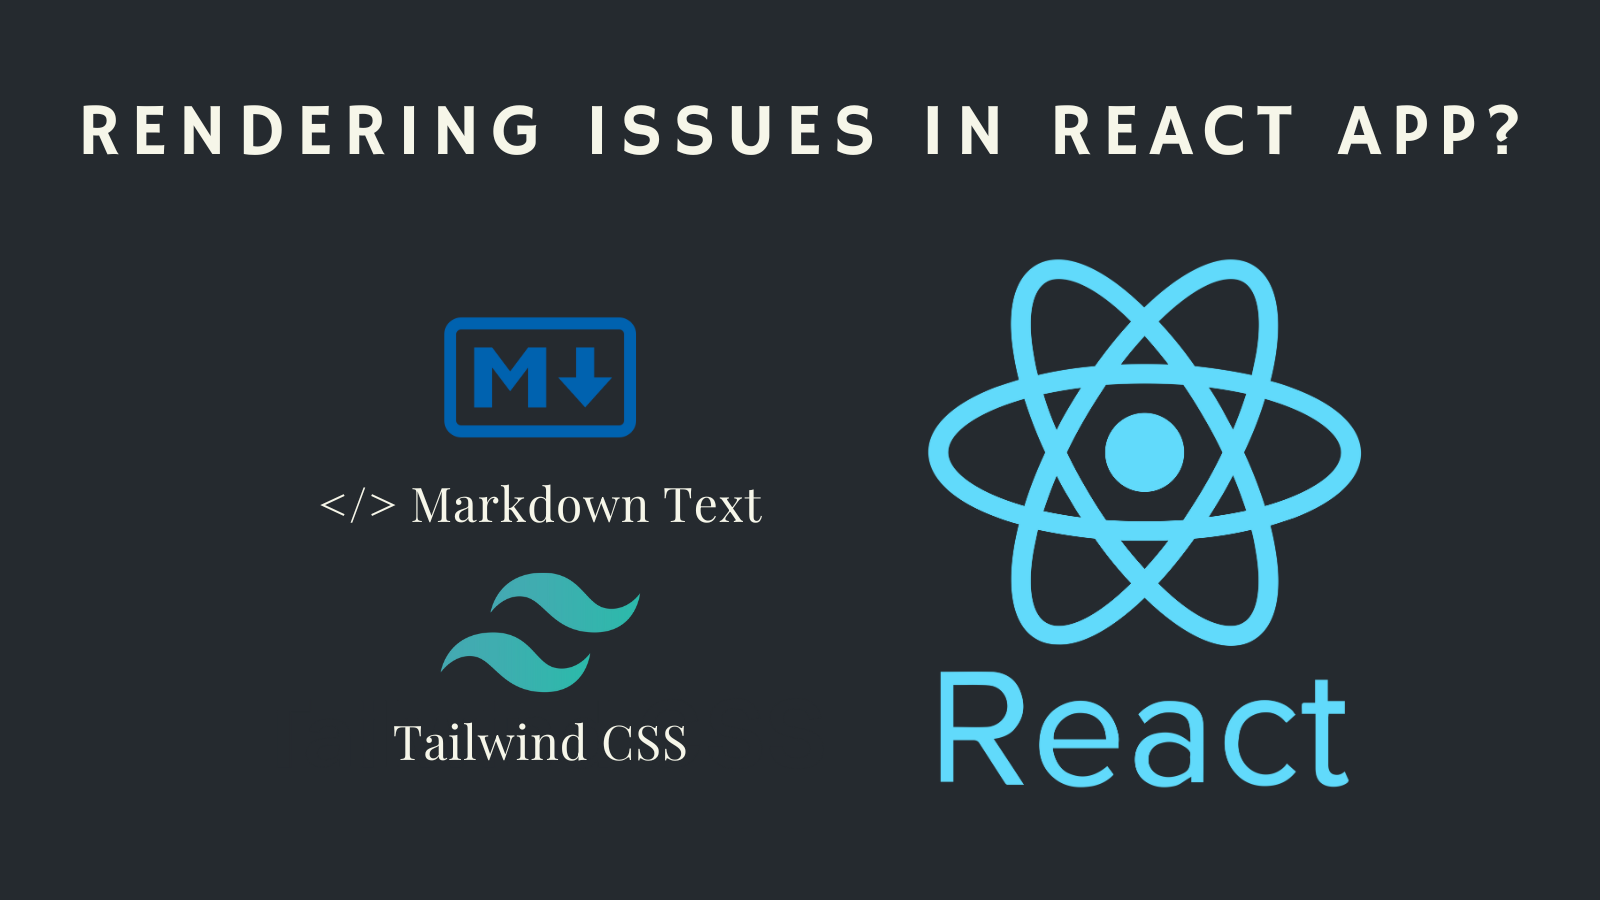 RENDERING ISSUES IN REACT APP?
M
</> Markdown Text
Tailwind CSS
React